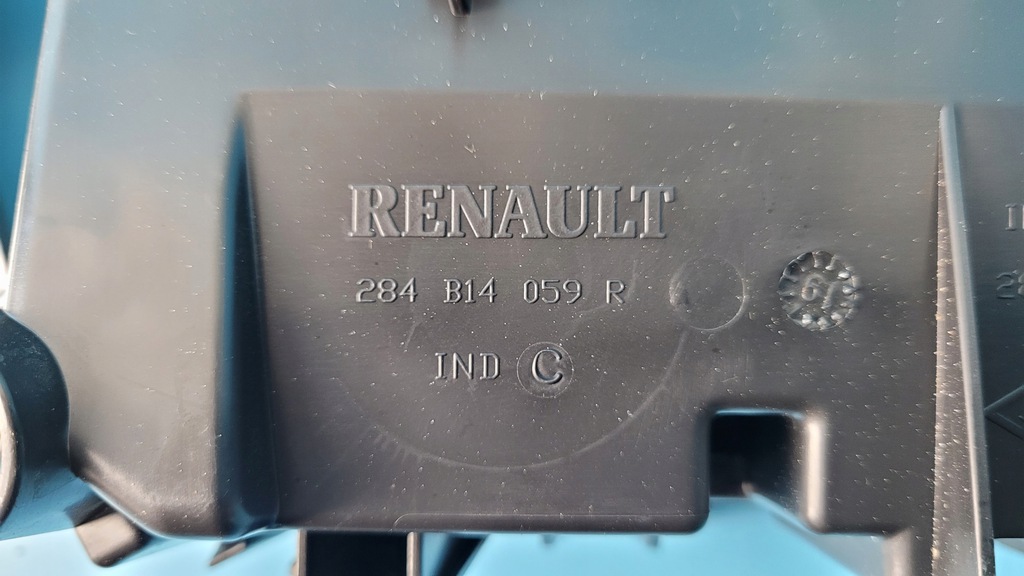 RENAULT
284 B14 059 R
IND C